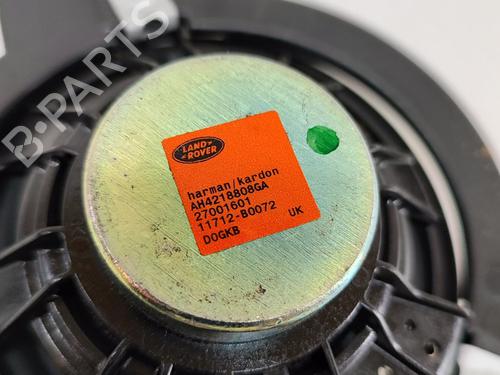 B-PARTS
LAND
ROVER
harman/kardon
AH4218808GA
27001601
11712-B0072
D0GKB UK